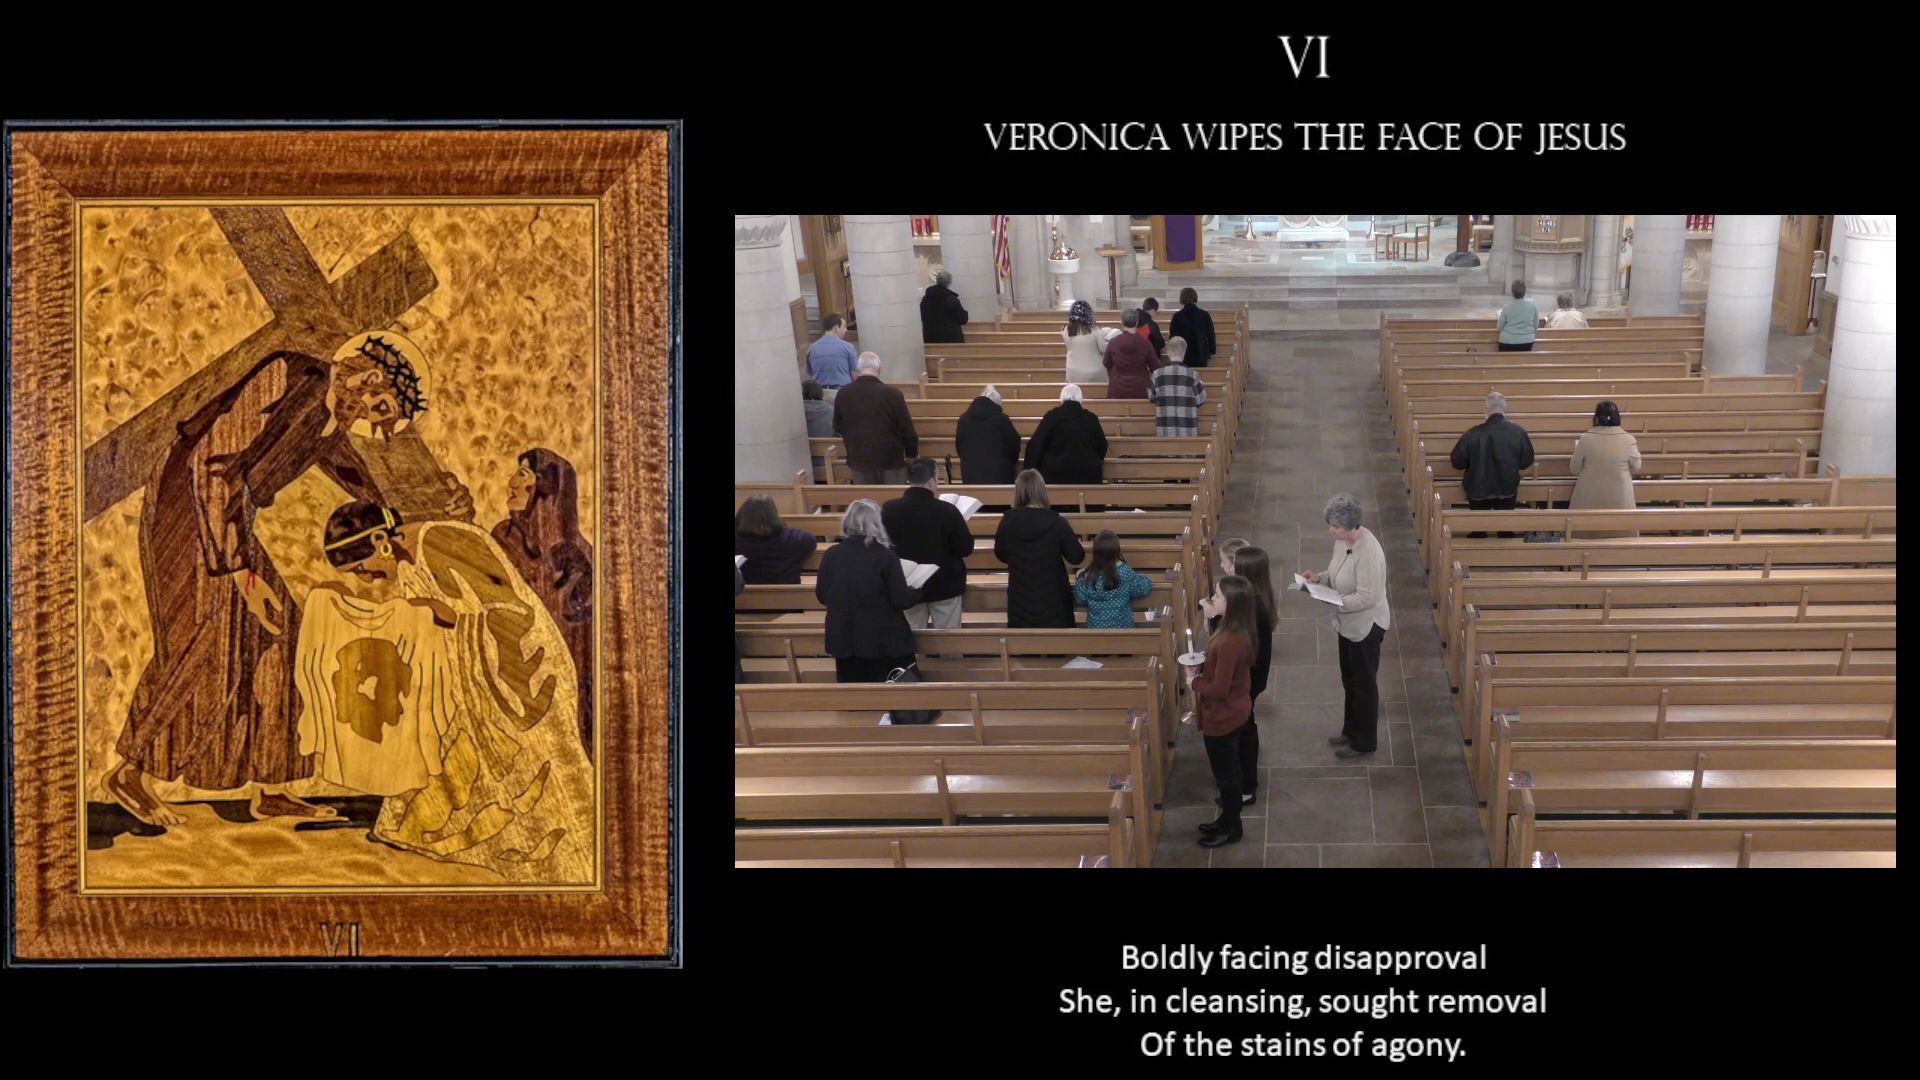 VI
VERONICA WIPES THE FACE OF JESUS
VI
Boldly facing disapproval
She, in cleansing, sought removal
Of the stains of agony.